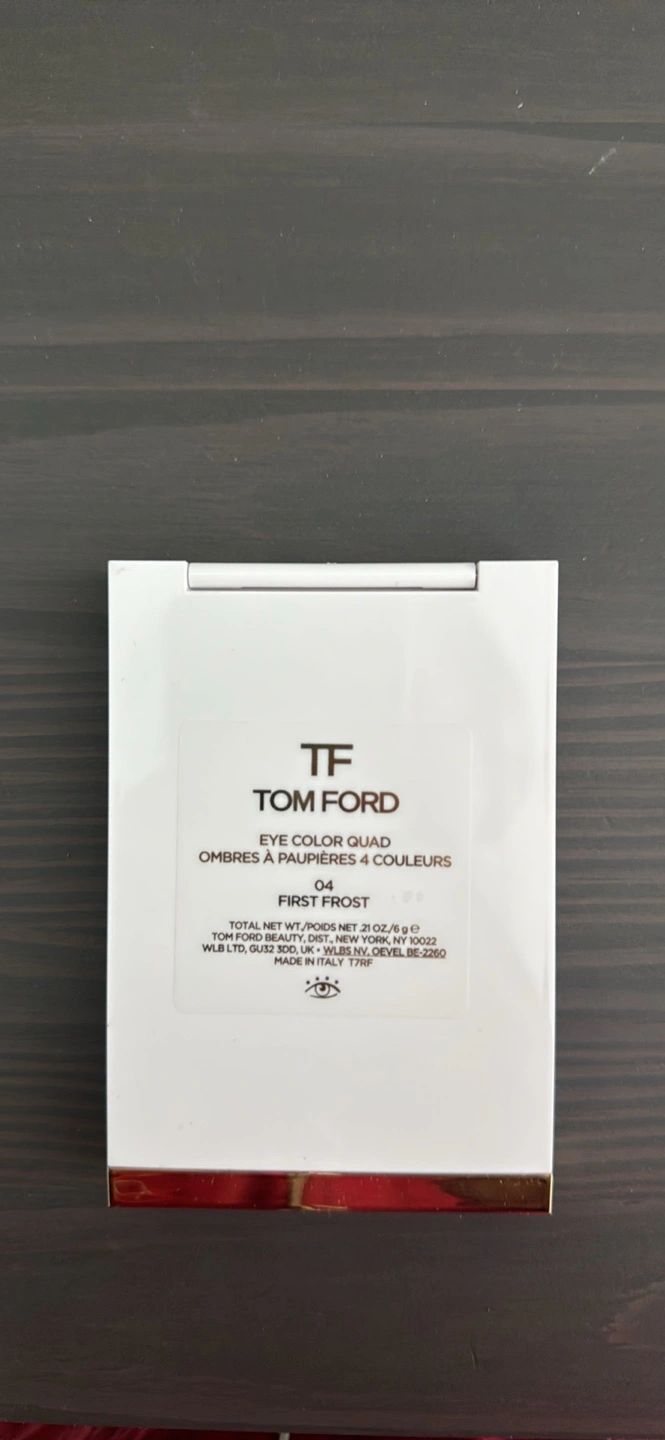 TF
TOM FORD
EYE COLOR QUAD
OMBRES À PAUPIÈRES 4 COULEURS
04
FIRST FROST
TOTAL NET WT./POIDS NET .21 OZ./6 g ℮
TOM FORD BEAUTY, DIST., NEW YORK, NY 10022
WLB LTD, GU32 3DD, UK • WLBS NV, OEVEL BE-2260
MADE IN ITALY T7RF